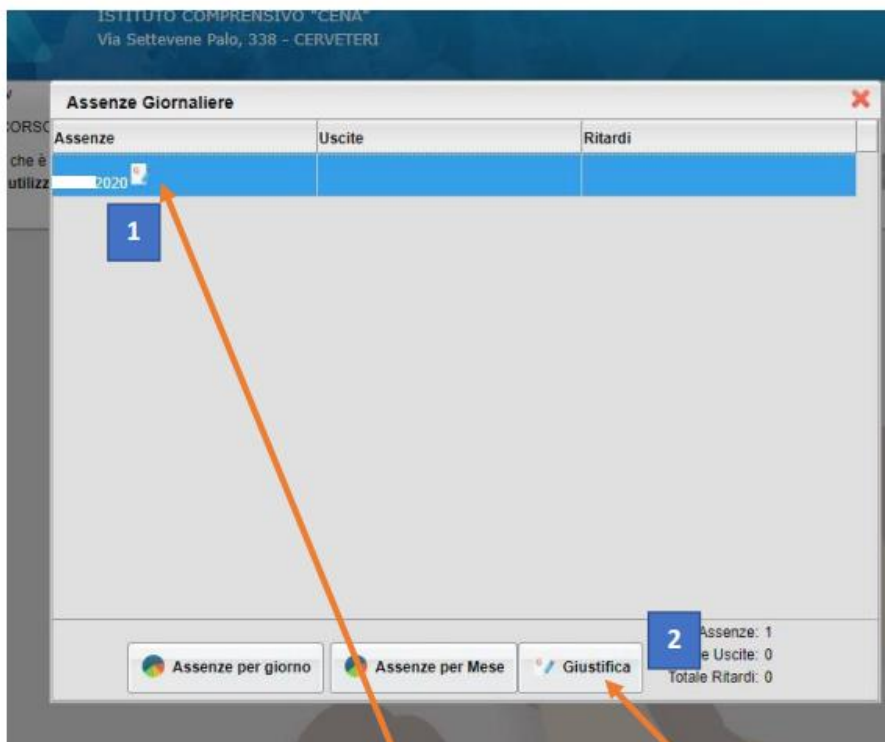 ISTITUTO COMPRENSIVO "CENA"
Via Settevene Palo, 338 - CERVETERI
Assenze Giornaliere
Assenze Uscite Ritardi
che è
utilizz
2020
1
2
Assenze: 1
e Uscite: 0
Totale Ritardi: 0
Assenze per giorno
Assenze per Mese
Giustifica